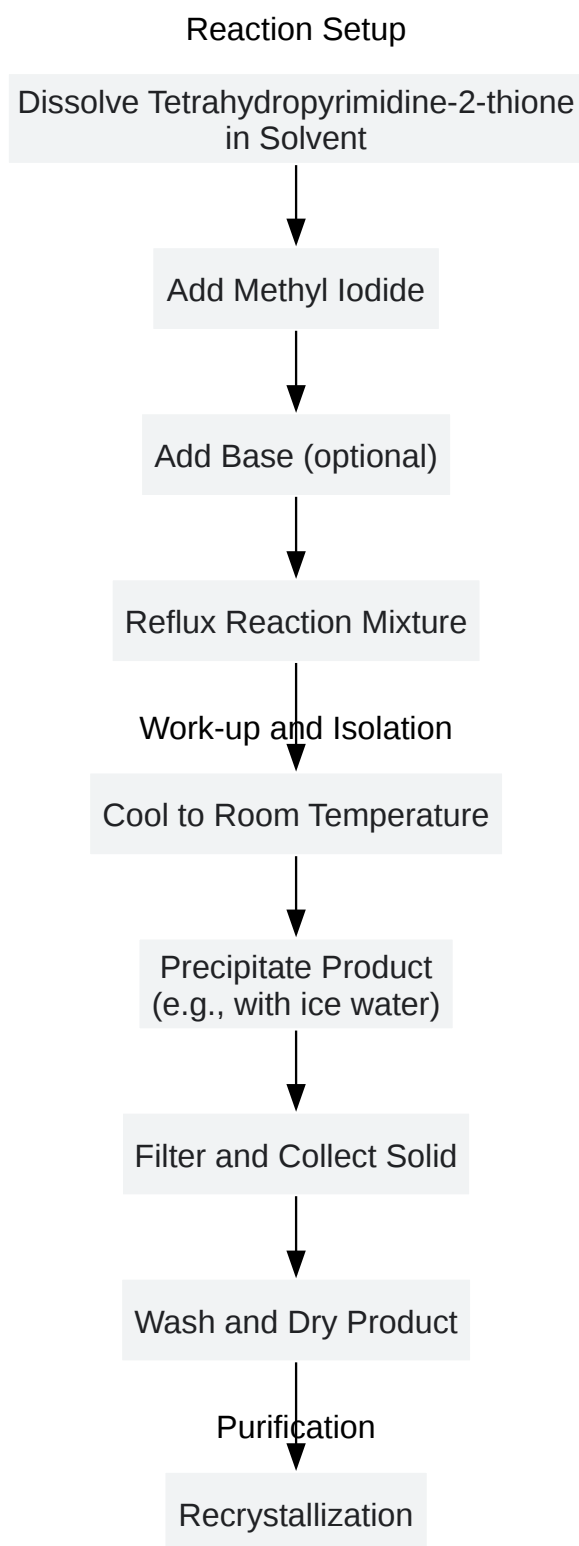 Reaction Setup
Dissolve Tetrahydropyrimidine-2-thione
in Solvent
Add Methyl Iodide
Add Base (optional)
Reflux Reaction Mixture
Work-up and Isolation
Cool to Room Temperature
Precipitate Product
(e.g., with ice water)
Filter and Collect Solid
Wash and Dry Product
Purification
Recrystallization